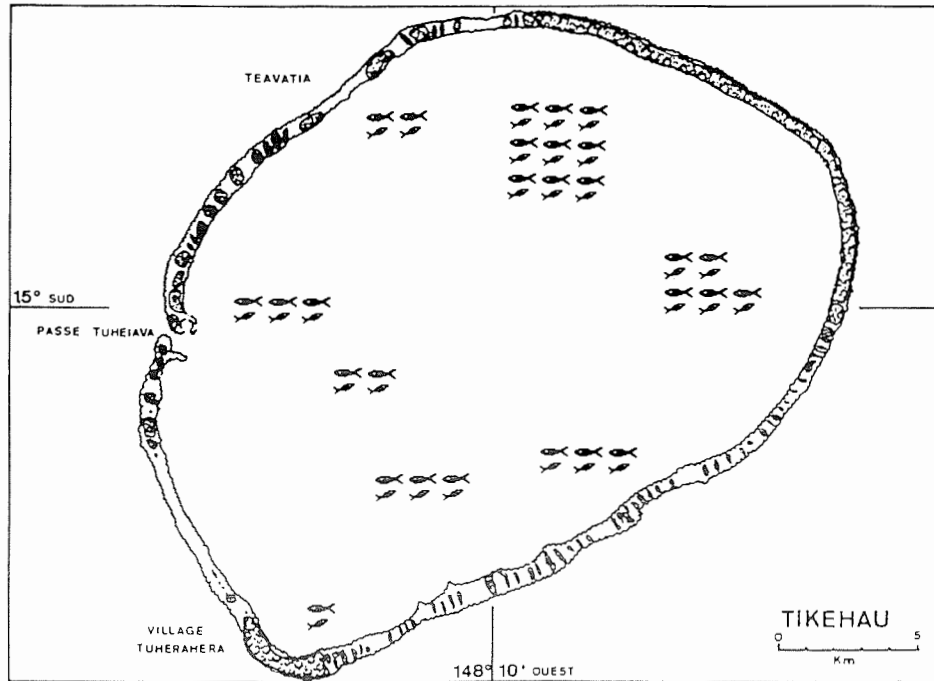 TEAVATIA
15° SUD
PASSE TUHEIAVA
VILLAGE
TUHERAHERA
148° 10' OUEST
TIKEHAU
0 5
Km